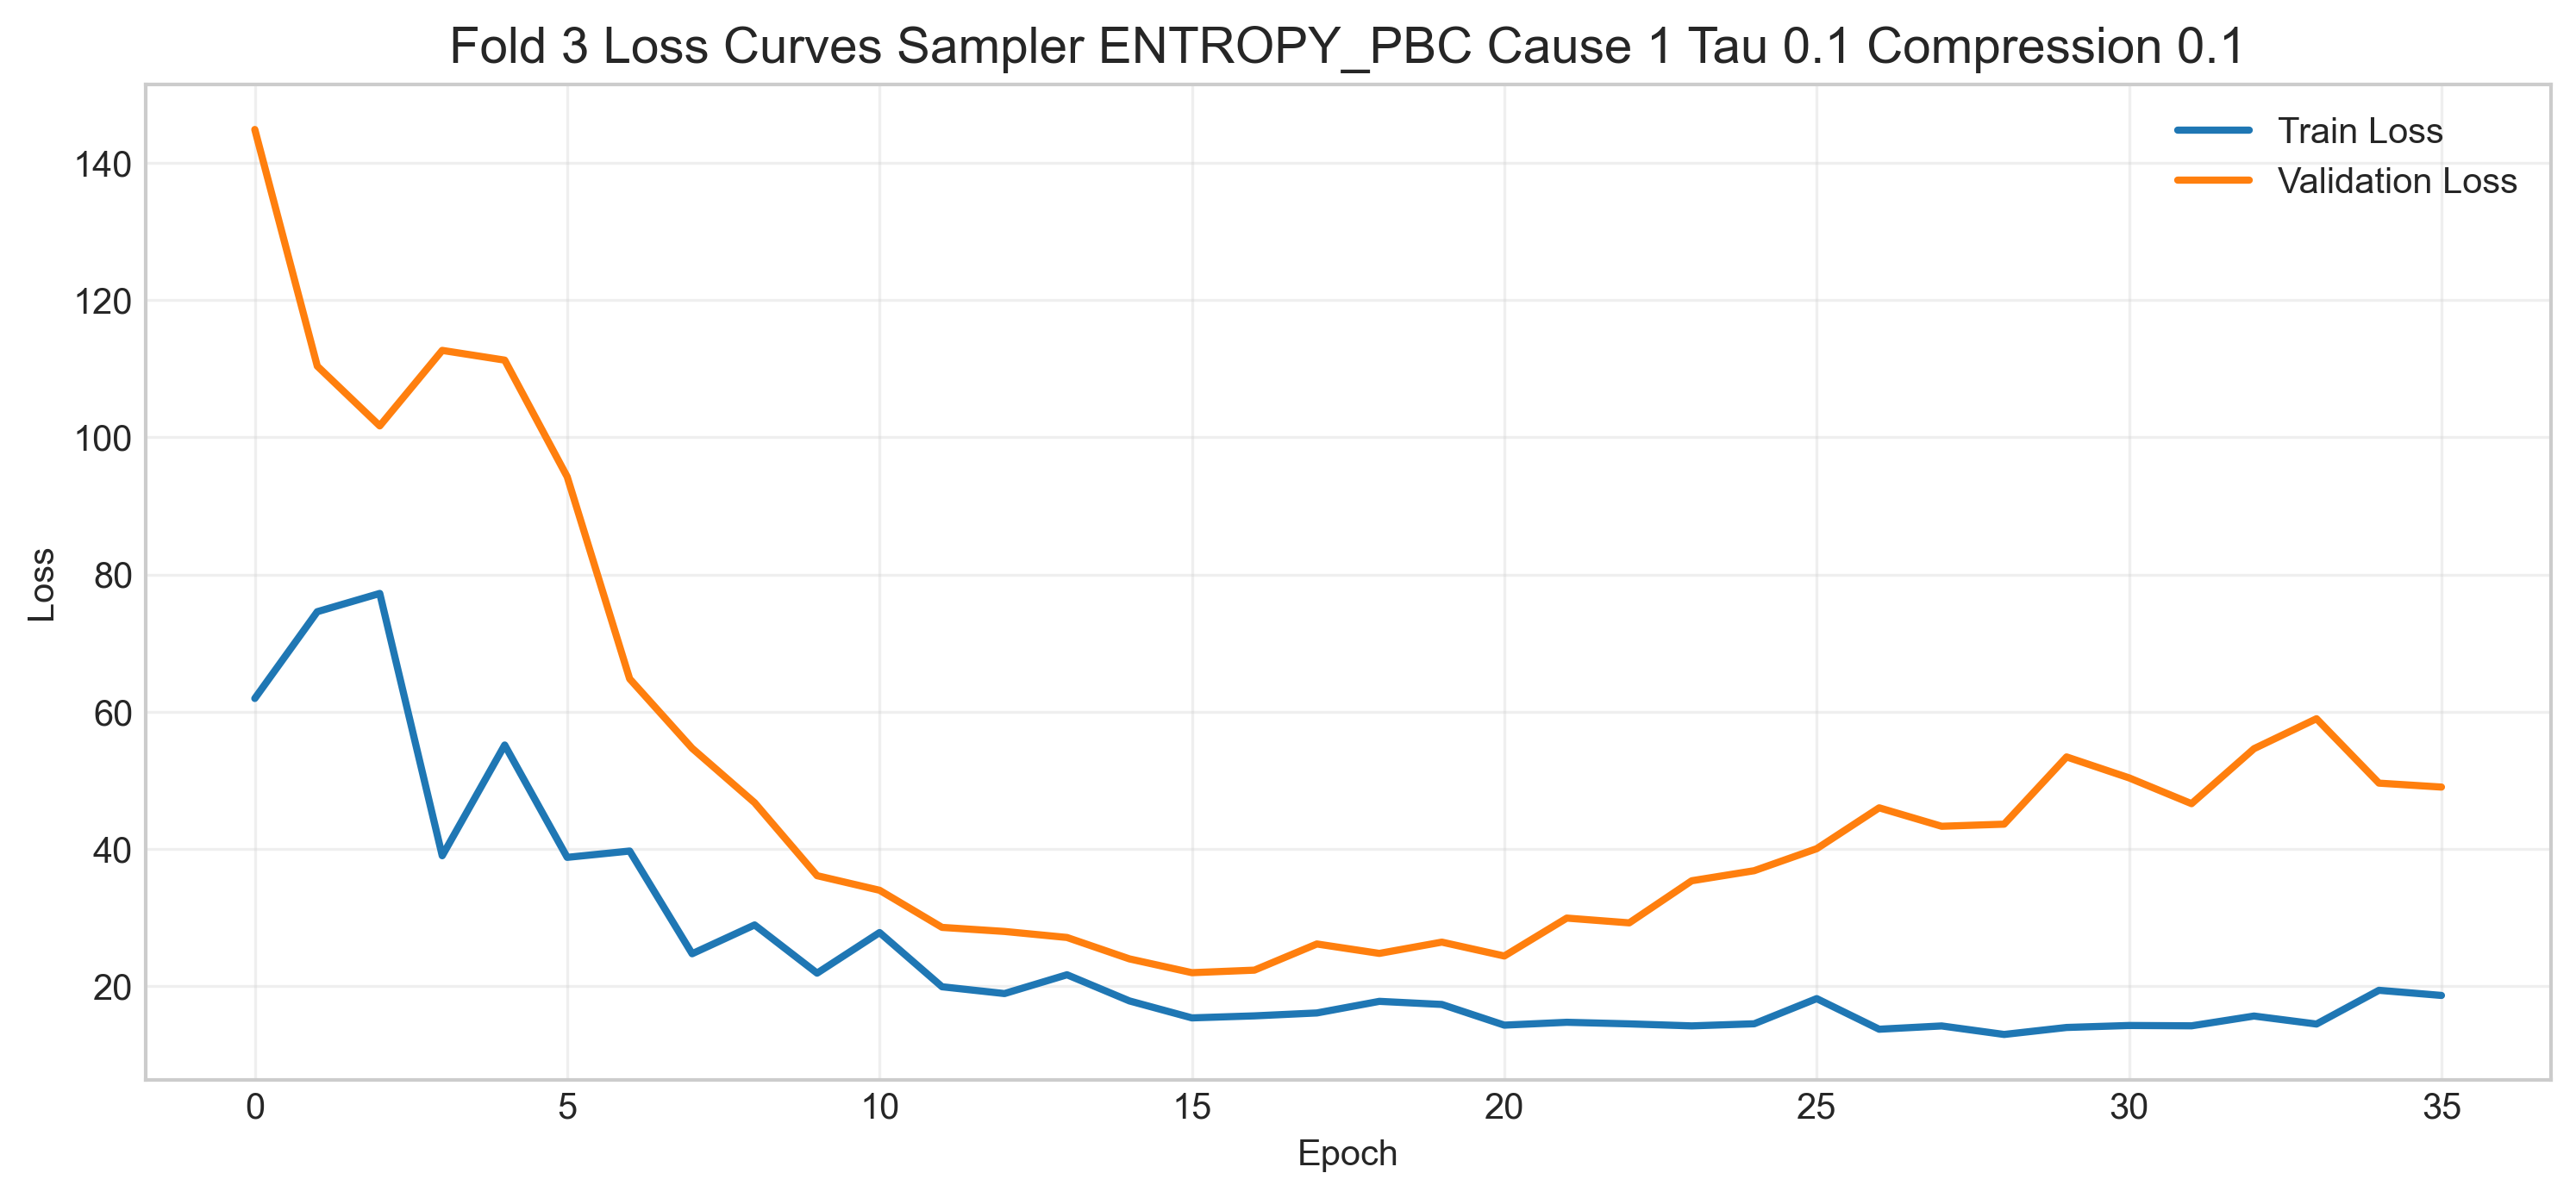 Fold 3 Loss Curves Sampler ENTROPY_PBC Cause 1 Tau 0.1 Compression 0.1
Train Loss
Validation Loss
140
120
100
80
60
40
20
Loss
0 5 10 15 20 25 30 35
Epoch